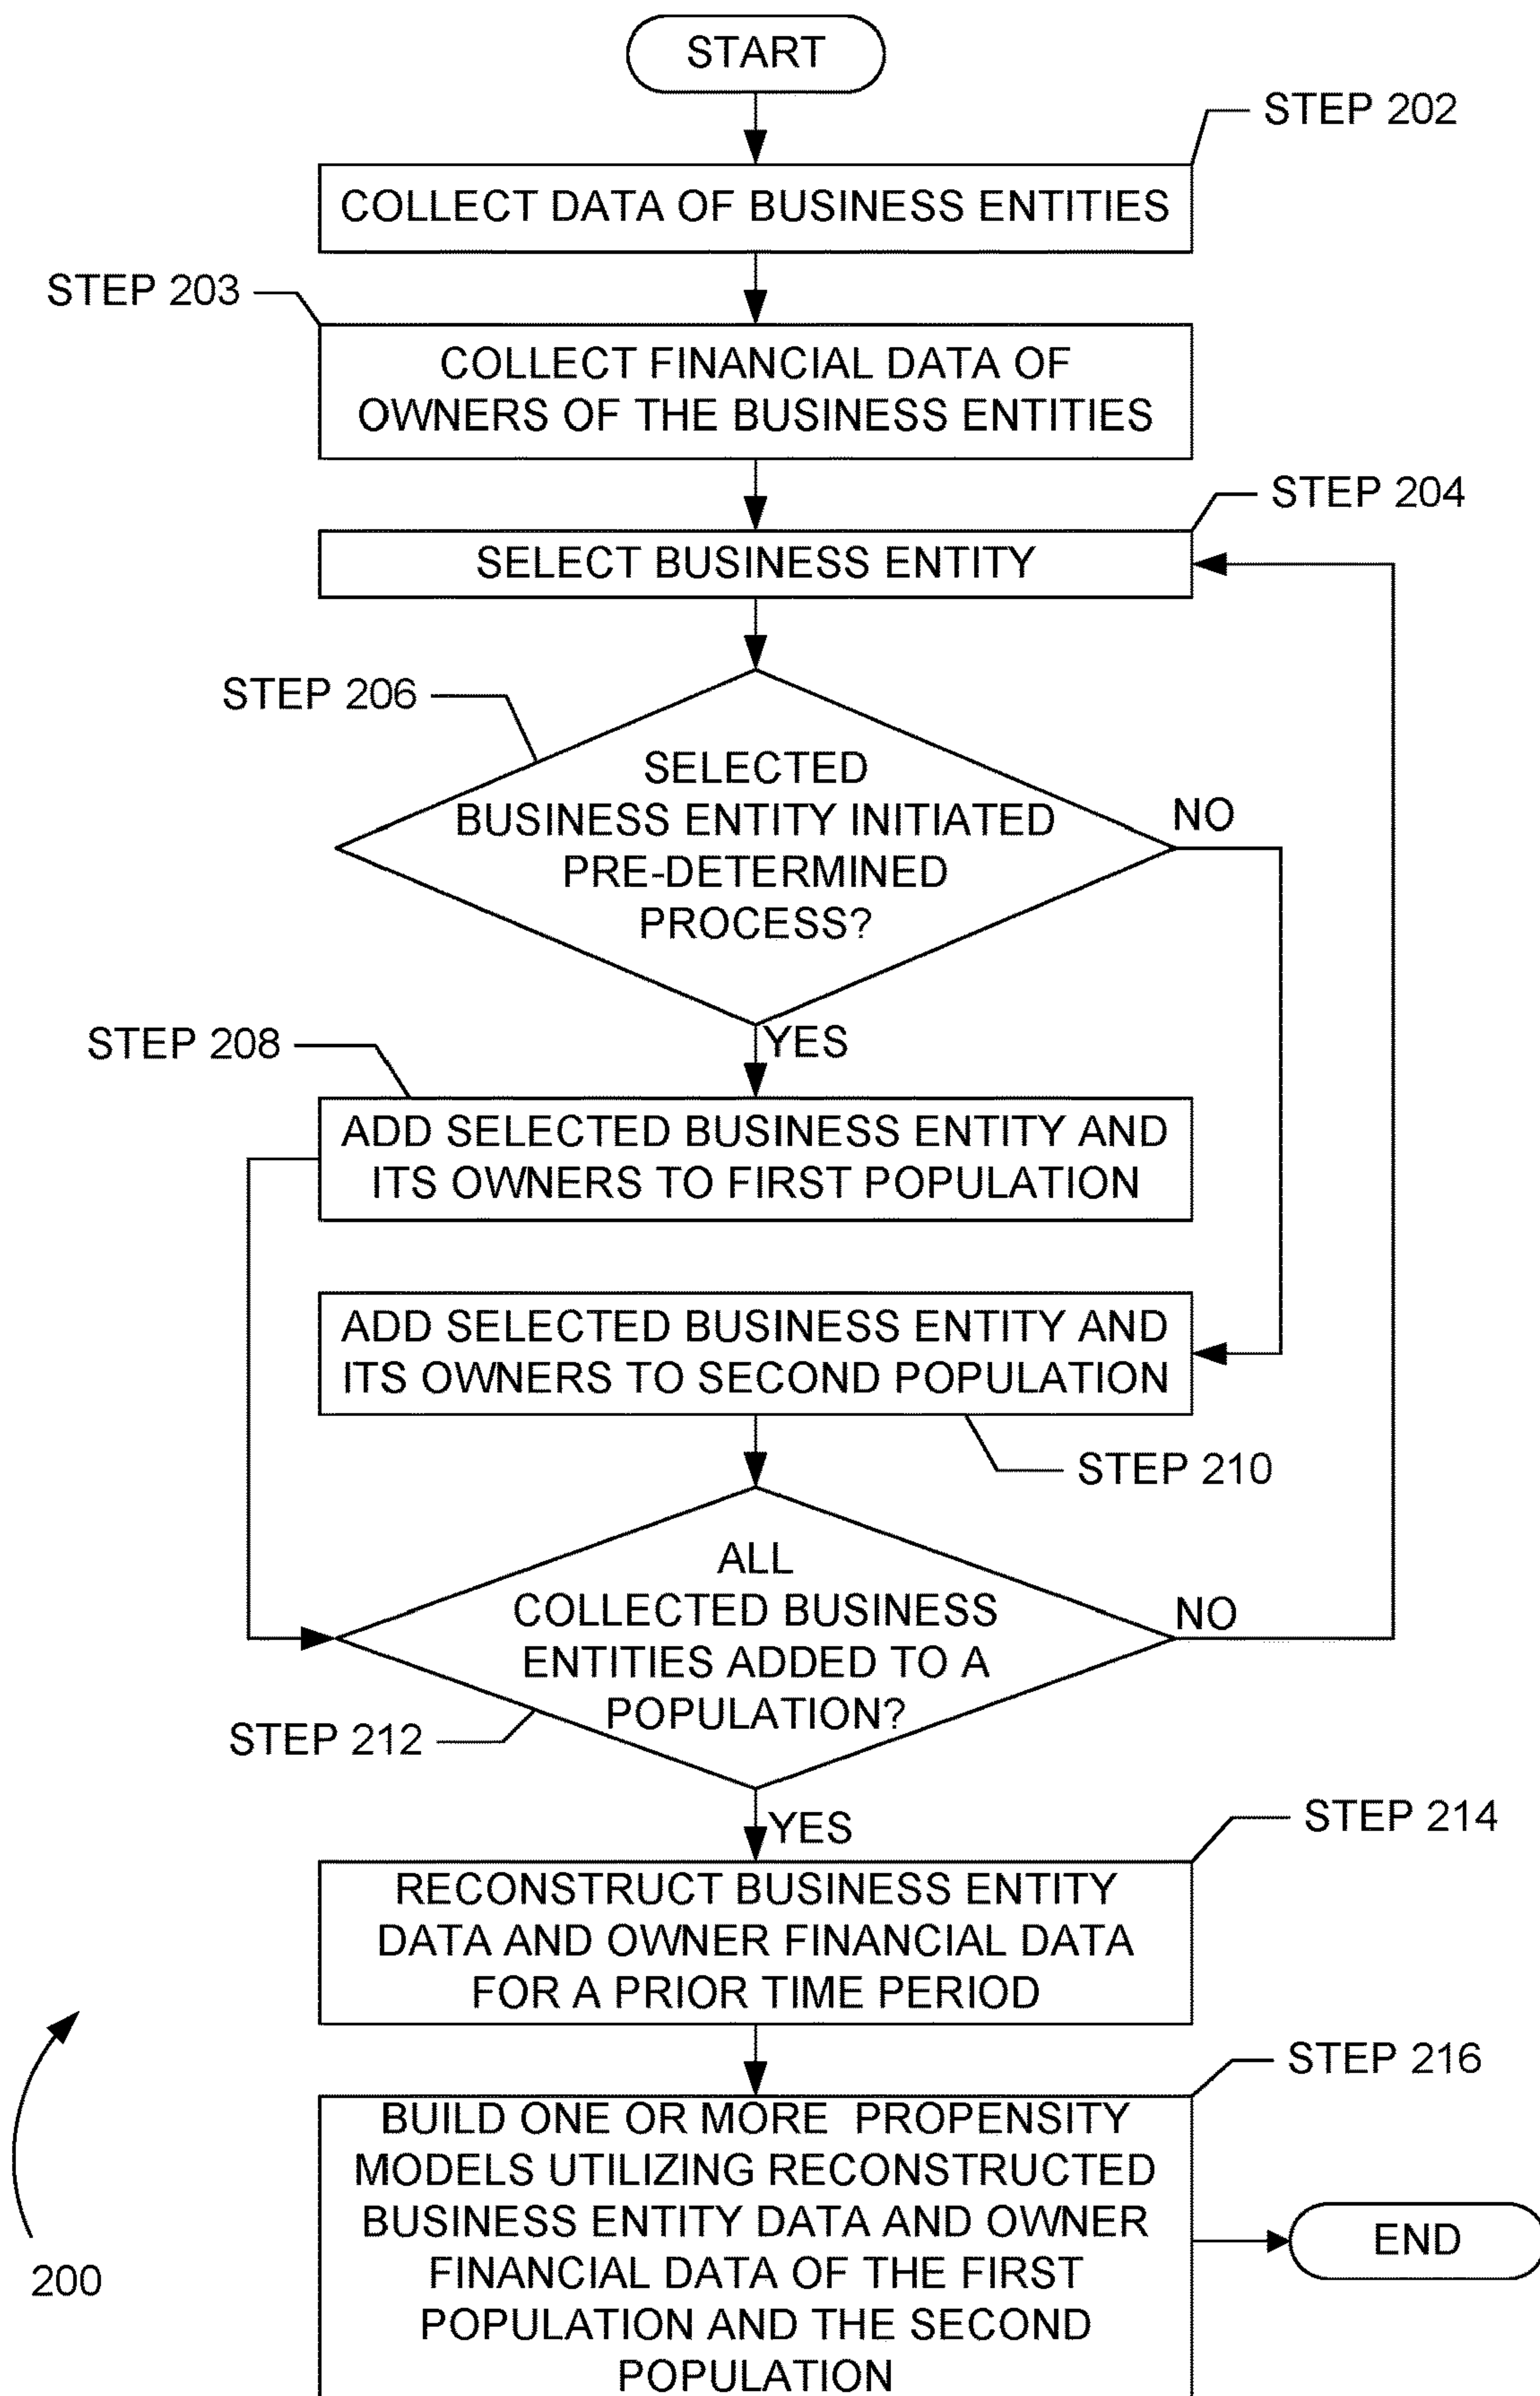 START
STEP 202
COLLECT DATA OF BUSINESS ENTITIES
STEP 203
COLLECT FINANCIAL DATA OF
OWNERS OF THE BUSINESS ENTITIES
STEP 204
SELECT BUSINESS ENTITY
STEP 206
SELECTED
BUSINESS ENTITY INITIATED
PRE-DETERMINED
PROCESS?
NO
YES
STEP 208
ADD SELECTED BUSINESS ENTITY AND
ITS OWNERS TO FIRST POPULATION
ADD SELECTED BUSINESS ENTITY AND
ITS OWNERS TO SECOND POPULATION
STEP 210
ALL
COLLECTED BUSINESS
ENTITIES ADDED TO A
POPULATION?
NO
STEP 212
YES
STEP 214
RECONSTRUCT BUSINESS ENTITY
DATA AND OWNER FINANCIAL DATA
FOR A PRIOR TIME PERIOD
STEP 216
BUILD ONE OR MORE PROPENSITY
MODELS UTILIZING RECONSTRUCTED
BUSINESS ENTITY DATA AND OWNER
FINANCIAL DATA OF THE FIRST
POPULATION AND THE SECOND
POPULATION
END
200